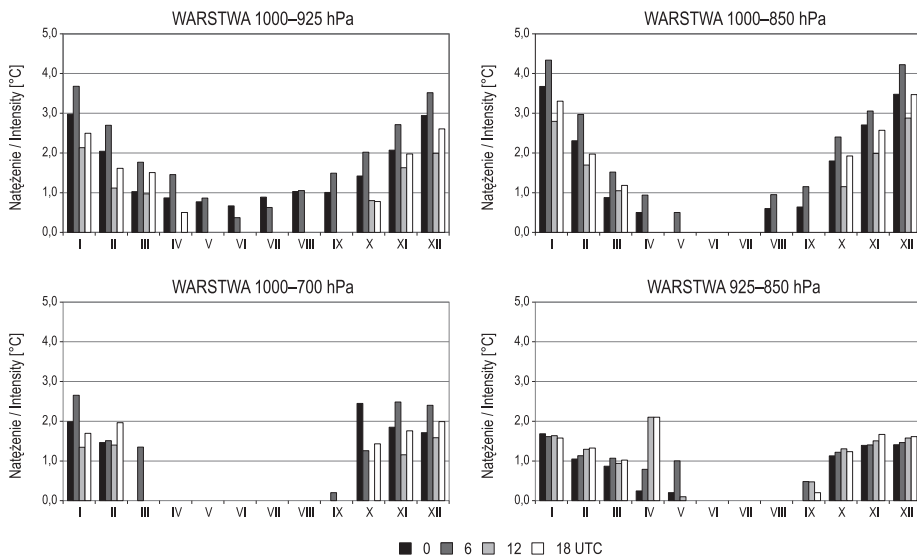 WARSTWA 1000–925 hPa
Natężenie / Intensity [°C]
5,0
4,0
3,0
2,0
1,0
0,0
I II III IV V VI VII VIII IX X XI XII
WARSTWA 1000–850 hPa
Natężenie / Intensity [°C]
5,0
4,0
3,0
2,0
1,0
0,0
I II III IV V VI VII VIII IX X XI XII
WARSTWA 1000–700 hPa
Natężenie / Intensity [°C]
5,0
4,0
3,0
2,0
1,0
0,0
I II III IV V VI VII VIII IX X XI XII
WARSTWA 925–850 hPa
Natężenie / Intensity [°C]
5,0
4,0
3,0
2,0
1,0
0,0
I II III IV V VI VII VIII IX X XI XII
0 6 12 18 UTC